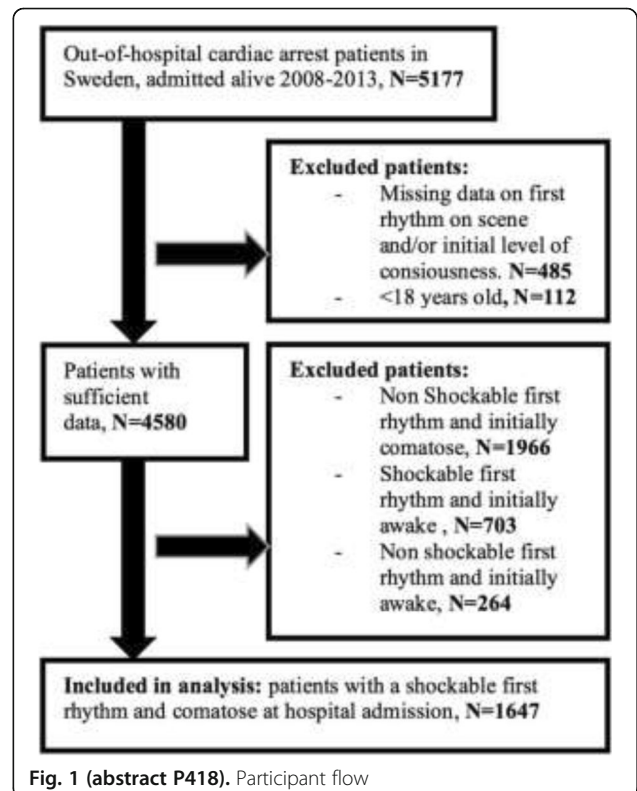 Out-of-hospital cardiac arrest patients in
Sweden, admitted alive 2008-2013, N=5177
Excluded patients:
- Missing data on first
rhythm on scene
and/or initial level of
consiousness. N=485
- <18 years old, N=112
Patients with
sufficient
data, N=4580
Excluded patients:
- Non Shockable first
rhythm and initially
comatose, N=1966
- Shockable first
rhythm and initially
awake , N=703
- Non shockable first
rhythm and initially
awake, N=264
Included in analysis: patients with a shockable first
rhythm and comatose at hospital admission, N=1647
Fig. 1 (abstract P418). Participant flow